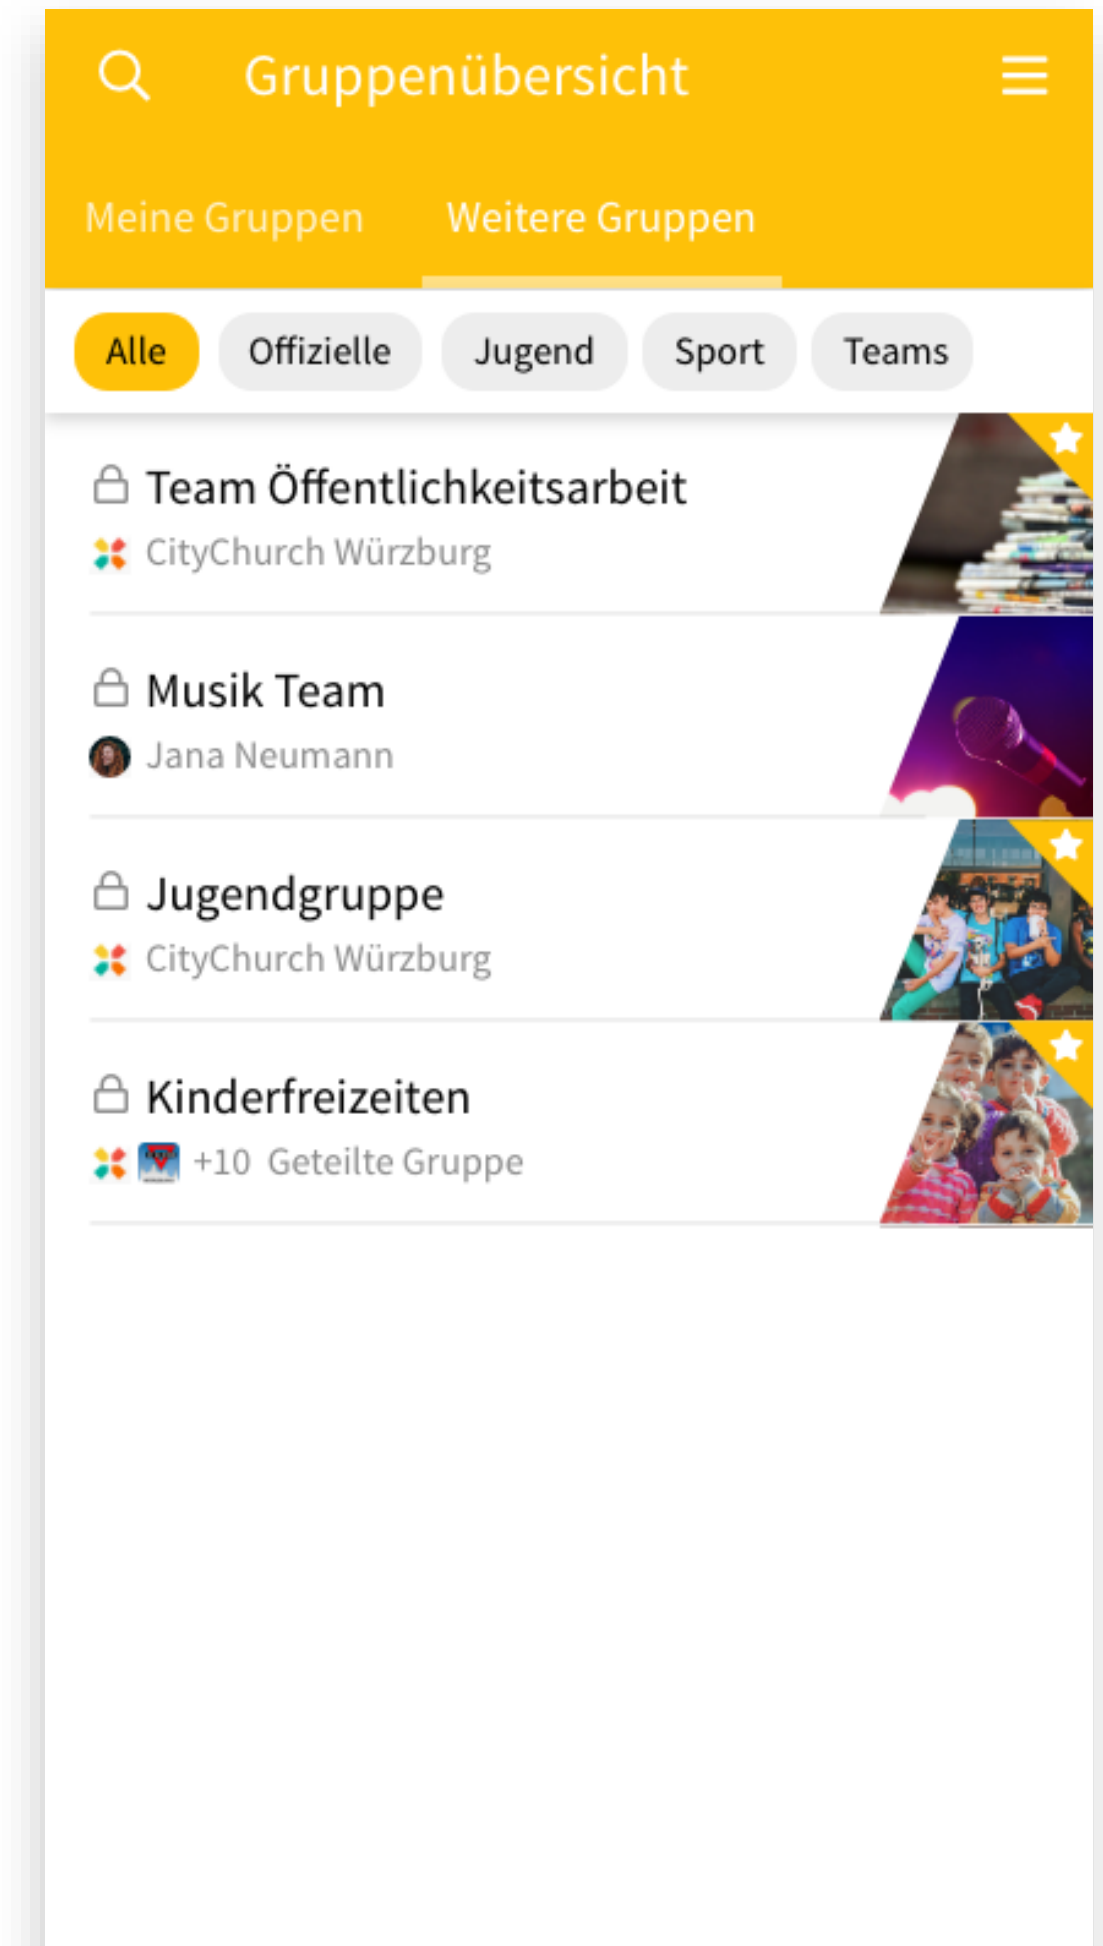 Gruppenübersicht
Meine Gruppen Weitere Gruppen
Alle Offizielle Jugend Sport Teams
Team Öffentlichkeitsarbeit
CityChurch Würzburg
Musik Team
Jana Neumann
Jugendgruppe
CityChurch Würzburg
Kinderfreizeiten
+10 Geteilte Gruppe